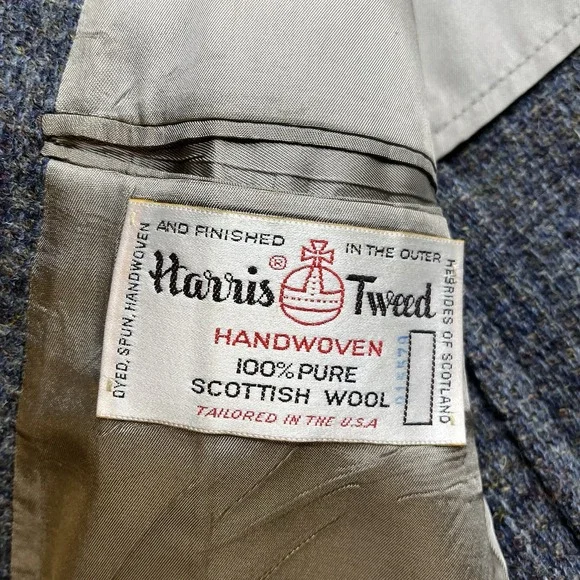 DYED, SPUN, HANDWOVEN
AND FINISHED
IN THE OUTER
HEBRIDES OF SCOTLAND
Harris ® Tweed
HANDWOVEN
100% PURE
SCOTTISH WOOL
TAILORED IN THE U.S.A